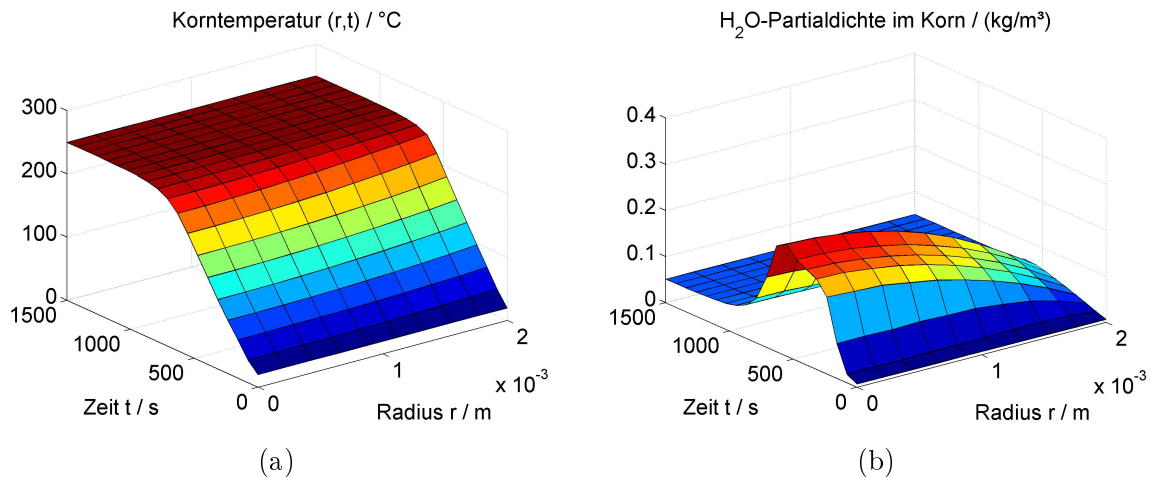 Korntemperatur (r,t) / °C
300
200
100
0
1500
1000
500
0
Zeit t / s
0
1
2
x 10⁻³
Radius r / m
(a)
H₂O-Partialdichte im Korn / (kg/m³)
0.4
0.3
0.2
0.1
0
1500
1000
500
0
Zeit t / s
0
1
2
x 10⁻³
Radius r / m
(b)